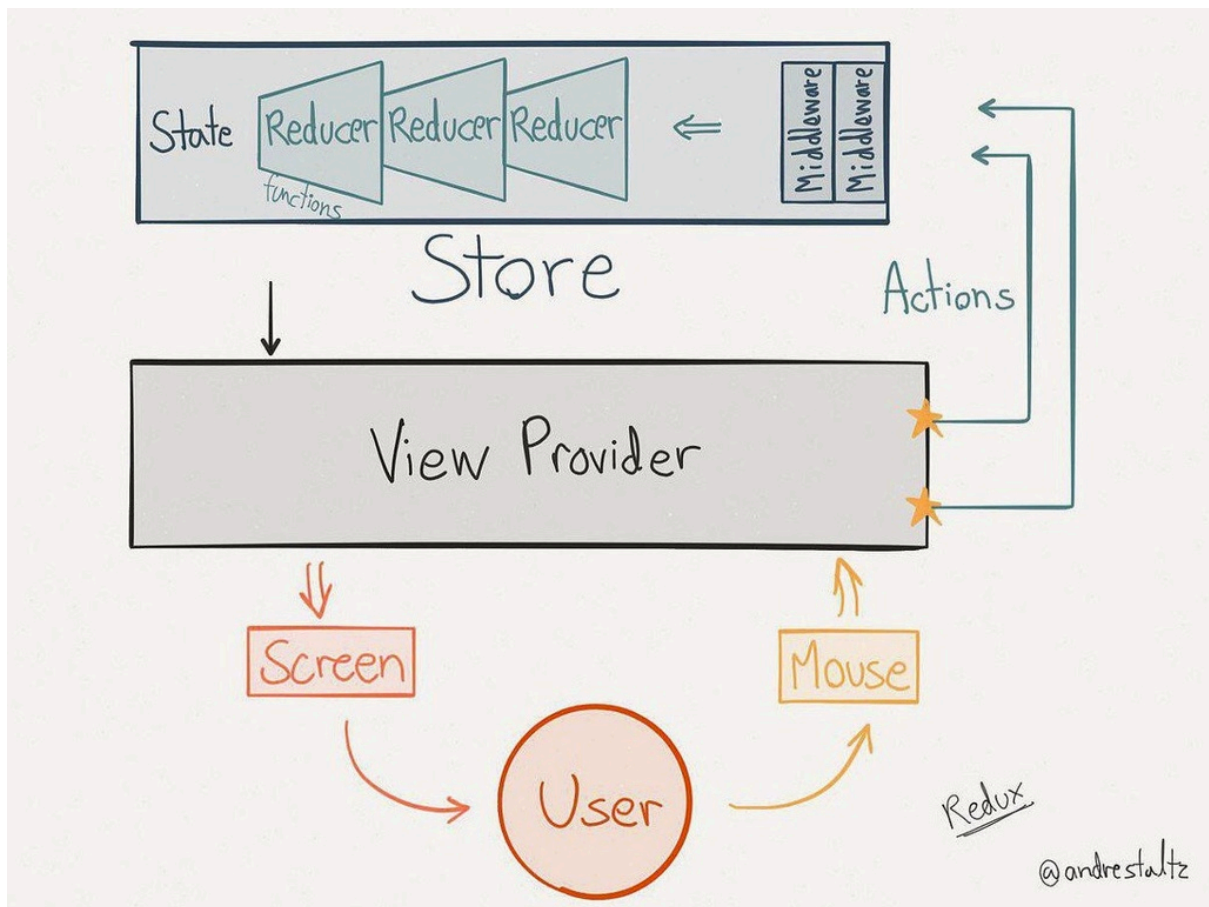 State
Reducer
Reducer
Reducer
functions
Middleware
Middleware
Store
Actions
View Provider
Screen
Mouse
User
Redux
@andrestaltz